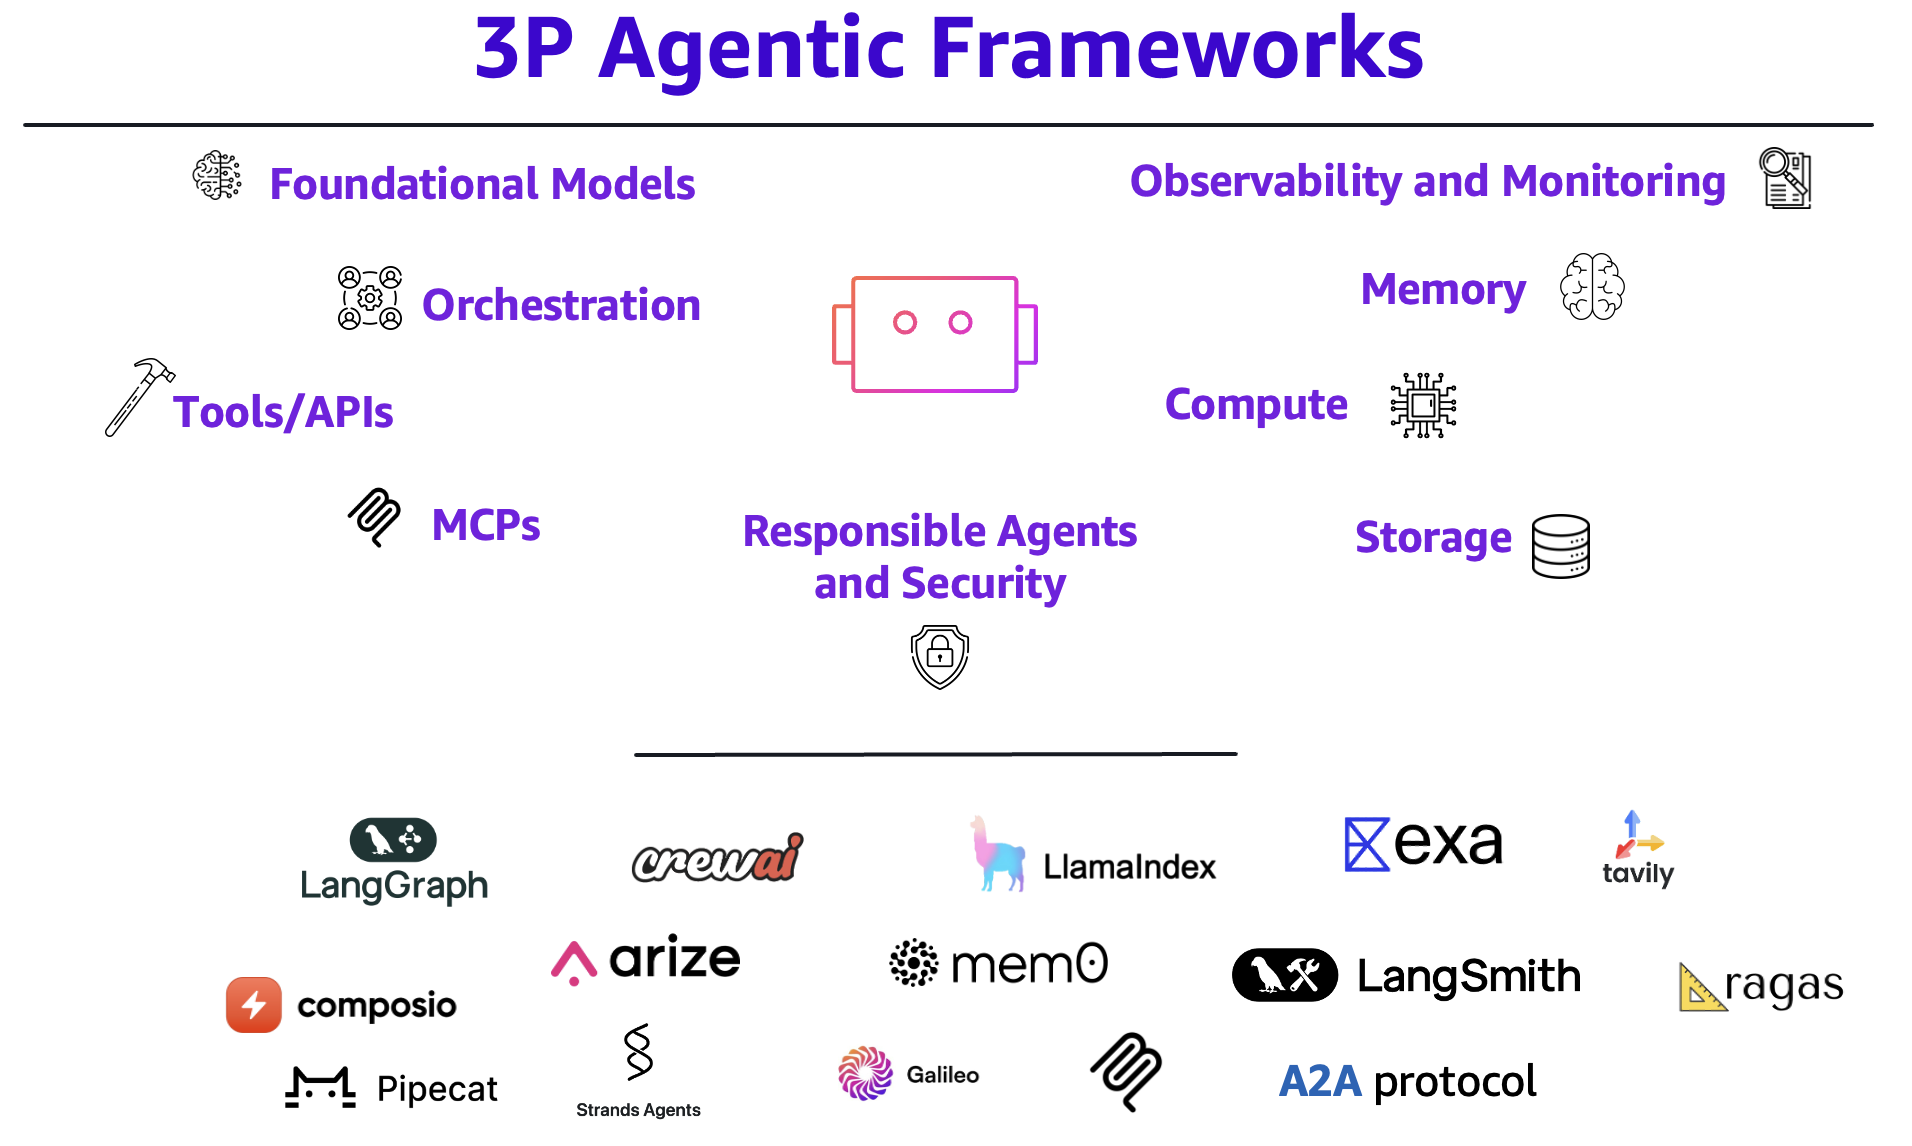 3P Agentic Frameworks
Foundational Models
Observability and Monitoring
Orchestration
Memory
Tools/APIs
Compute
MCPs
Responsible Agents
and Security
Storage
LangGraph
crewai
LlamaIndex
exa
tavily
composio
arize
mem0
LangSmith
ragas
Pipecat
Strands Agents
Galileo
A2A protocol